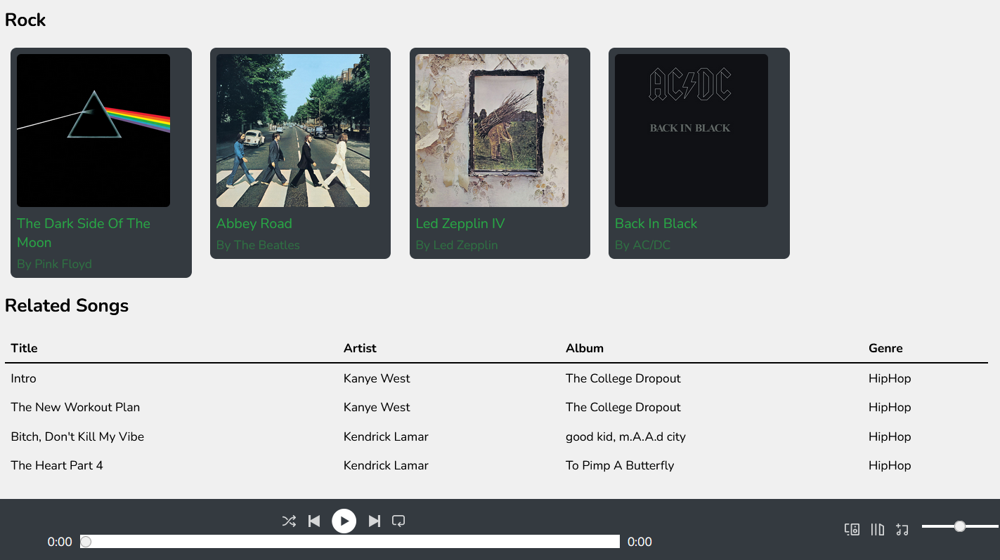 Rock
AC/DC
BACK IN BLACK
The Dark Side Of The
Moon
By Pink Floyd
Abbey Road
By The Beatles
Led Zepplin IV
By Led Zepplin
Back In Black
By AC/DC
Related Songs
Title Artist Album Genre
Intro Kanye West The College Dropout HipHop
The New Workout Plan Kanye West The College Dropout HipHop
Bitch, Don't Kill My Vibe Kendrick Lamar good kid, m.A.A.d city HipHop
The Heart Part 4 Kendrick Lamar To Pimp A Butterfly HipHop
0:00 0:00